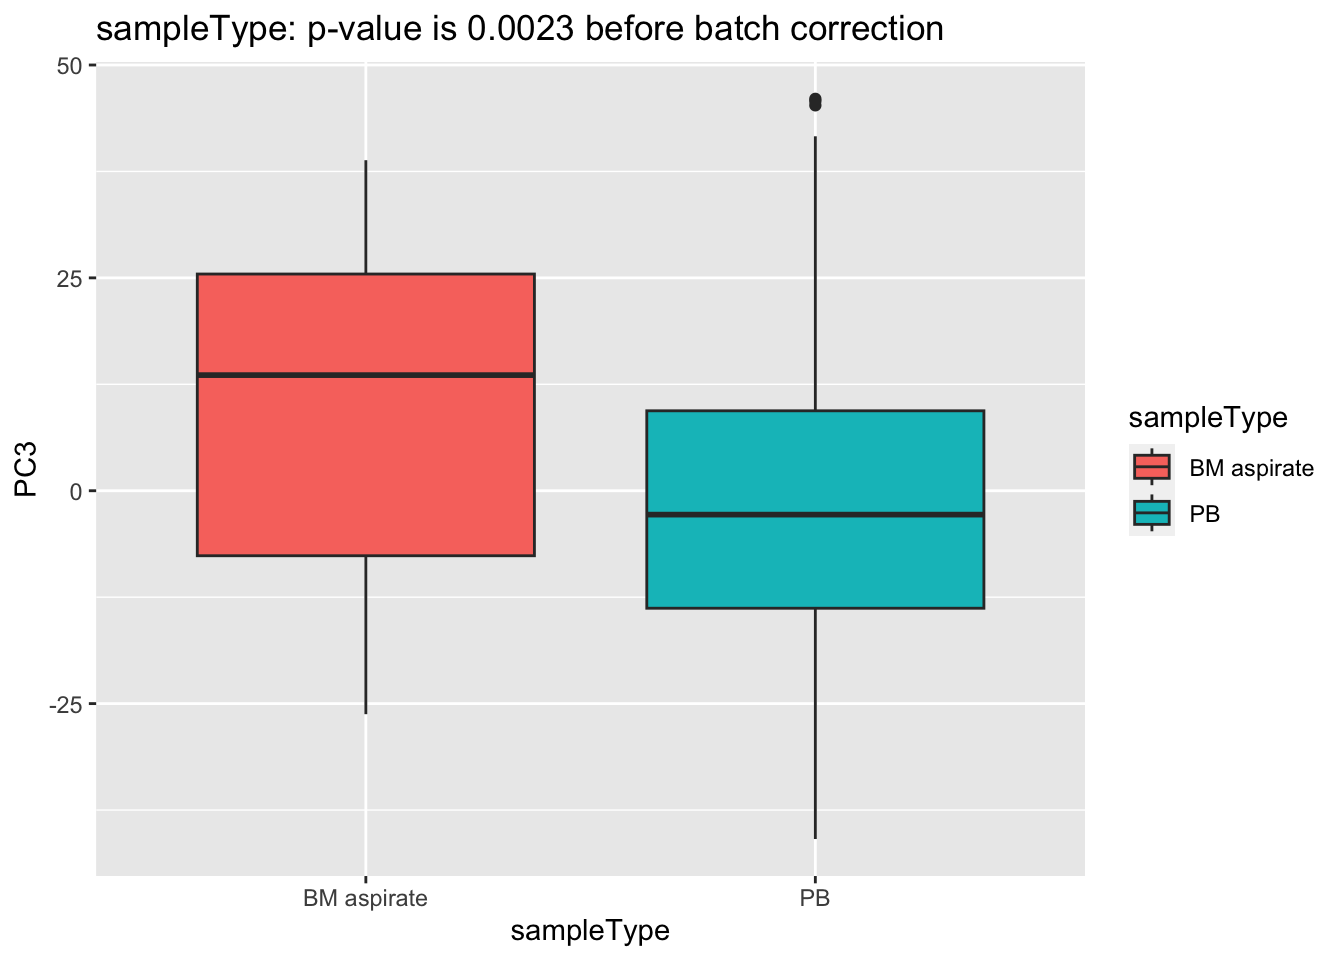 sampleType: p-value is 0.0023 before batch correction
50
25
0
-25
PC3
BM aspirate
PB
sampleType
sampleType
BM aspirate
PB